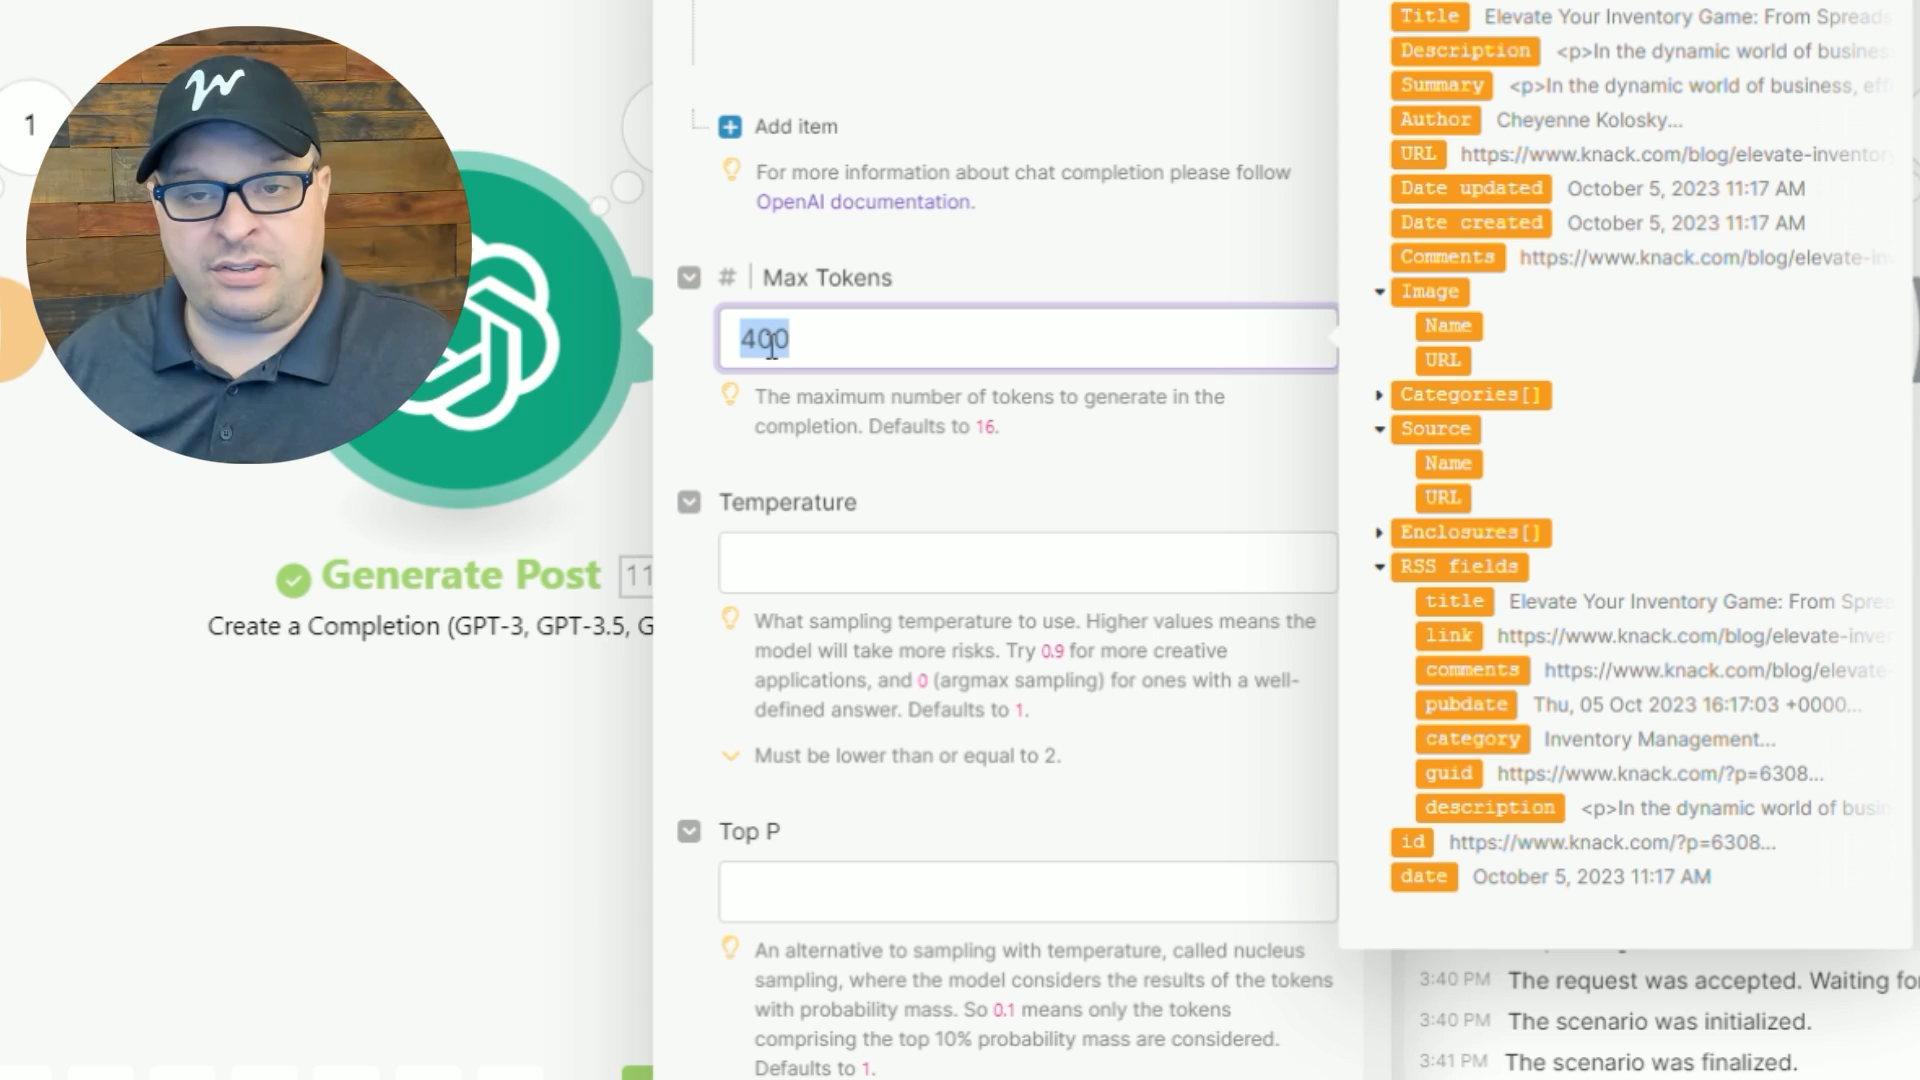 1
Generate Post
11
Create a Completion (GPT-3, GPT-3.5, G
Add item
For more information about chat completion please follow
OpenAI documentation.
# | Max Tokens
400
The maximum number of tokens to generate in the
completion. Defaults to 16.
Temperature
What sampling temperature to use. Higher values means the
model will take more risks. Try 0.9 for more creative
applications, and 0 (argmax sampling) for ones with a well-
defined answer. Defaults to 1.
Must be lower than or equal to 2.
Top P
An alternative to sampling with temperature, called nucleus
sampling, where the model considers the results of the tokens
with probability mass. So 0.1 means only the tokens
comprising the top 10% probability mass are considered.
Defaults to 1.
Title Elevate Your Inventory Game: From Spreads
Description <p>In the dynamic world of busines
Summary <p>In the dynamic world of business, eff
Author Cheyenne Kolosky...
URL https://www.knack.com/blog/elevate-inventor
Date updated October 5, 2023 11:17 AM
Date created October 5, 2023 11:17 AM
Comments https://www.knack.com/blog/elevate-in
Image
Name
URL
Categories[]
Source
Name
URL
Enclosures[]
RSS fields
title Elevate Your Inventory Game: From Sprea
link https://www.knack.com/blog/elevate-inve
comments https://www.knack.com/blog/elevate
pubdate Thu, 05 Oct 2023 16:17:03 +0000...
category Inventory Management...
guid https://www.knack.com/?p=6308...
description <p>In the dynamic world of busi
id https://www.knack.com/?p=6308...
date October 5, 2023 11:17 AM
3:40 PM The request was accepted. Waiting fo
3:40 PM The scenario was initialized.
3:41 PM The scenario was finalized.